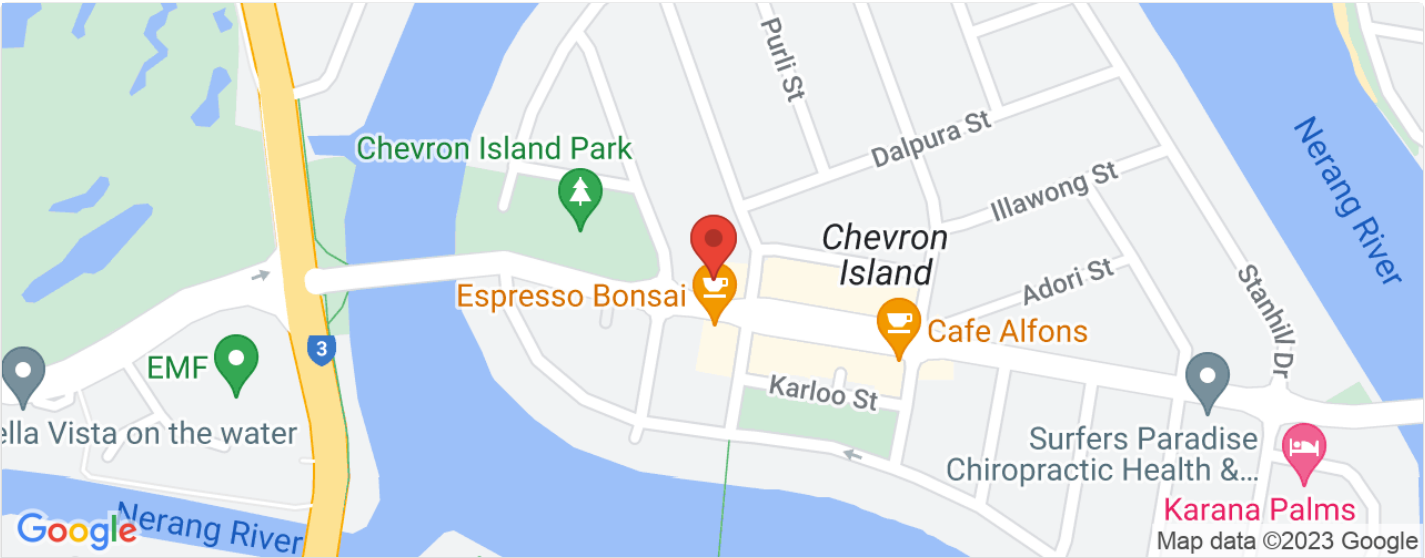 Purli St
Dalpura St
Chevron Island Park
Illawong St
Nerang River
Chevron
Island
Adori St
Stanhill Dr
Espresso Bonsai
Cafe Alfons
3
EMF
Karloo St
ella Vista on the water
Surfers Paradise
Chiropractic Health &...
Karana Palms
Nerang River
Google
Map data ©2023 Google